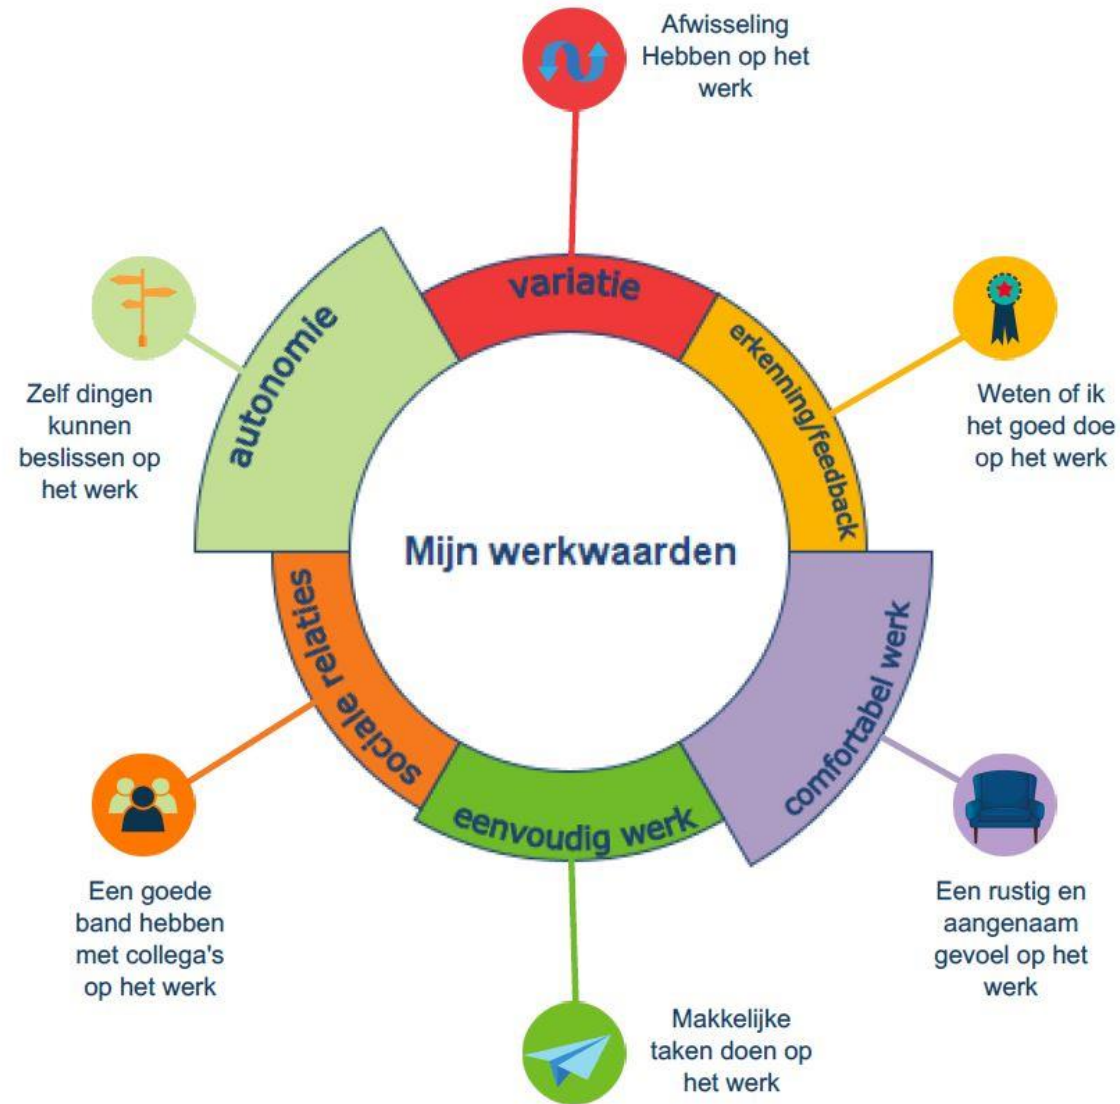 Afwisseling
Hebben op het
werk
variatie
erkenning/feedback
Weten of ik
het goed doe
op het werk
autonomie
Zelf dingen
kunnen
beslissen op
het werk
Mijn werkwaarden
comfortabel werk
Een rustig en
aangenaam
gevoel op het
werk
sociale relaties
Een goede
band hebben
met collega's
op het werk
eenvoudig werk
Makkelijke
taken doen op
het werk